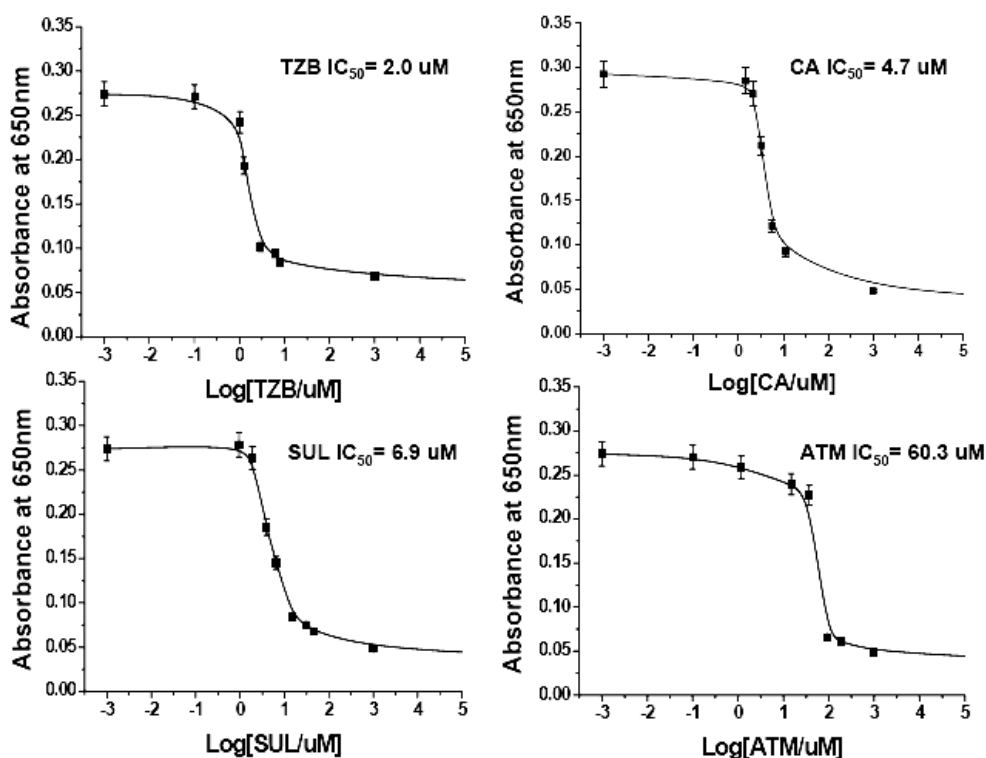 0.35
0.30
0.25
0.20
0.15
0.10
0.05
0.00
Absorbance at 650nm
TZB IC50= 2.0 uM
-3 -2 -1 0 1 2 3 4 5
Log[TZB/uM]
0.35
0.30
0.25
0.20
0.15
0.10
0.05
0.00
Absorbance at 650nm
CA IC50= 4.7 uM
-3 -2 -1 0 1 2 3 4 5
Log[CA/uM]
0.35
0.30
0.25
0.20
0.15
0.10
0.05
0.00
Absorbance at 650nm
SUL IC50= 6.9 uM
-3 -2 -1 0 1 2 3 4 5
Log[SUL/uM]
0.35
0.30
0.25
0.20
0.15
0.10
0.05
0.00
Absorbance at 650nm
ATM IC50= 60.3 uM
-3 -2 -1 0 1 2 3 4 5
Log[ATM/uM]